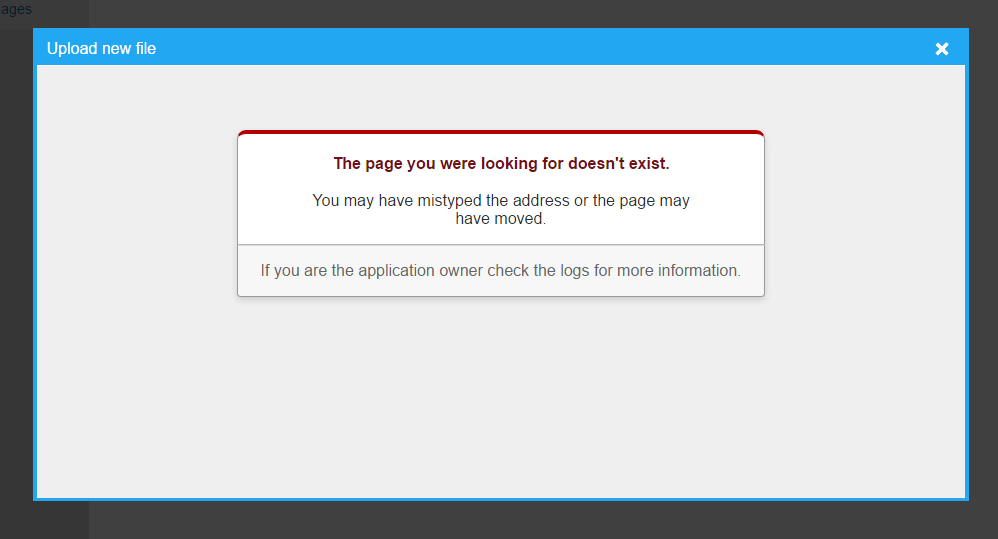 ages
Upload new file
The page you were looking for doesn't exist.
You may have mistyped the address or the page may
have moved.
If you are the application owner check the logs for more information.